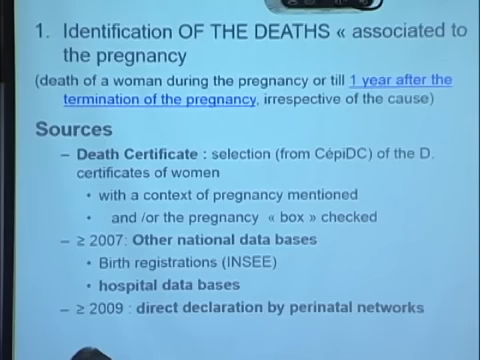 1. Identification OF THE DEATHS « associated to
the pregnancy
(death of a woman during the pregnancy or till 1 year after the
termination of the pregnancy, irrespective of the cause)
Sources
– Death Certificate : selection (from CépiDC) of the D.
certificates of women
• with a context of pregnancy mentioned
• and /or the pregnancy « box » checked
– ≥ 2007: Other national data bases
• Birth registrations (INSEE)
• hospital data bases
– ≥ 2009 : direct declaration by perinatal networks